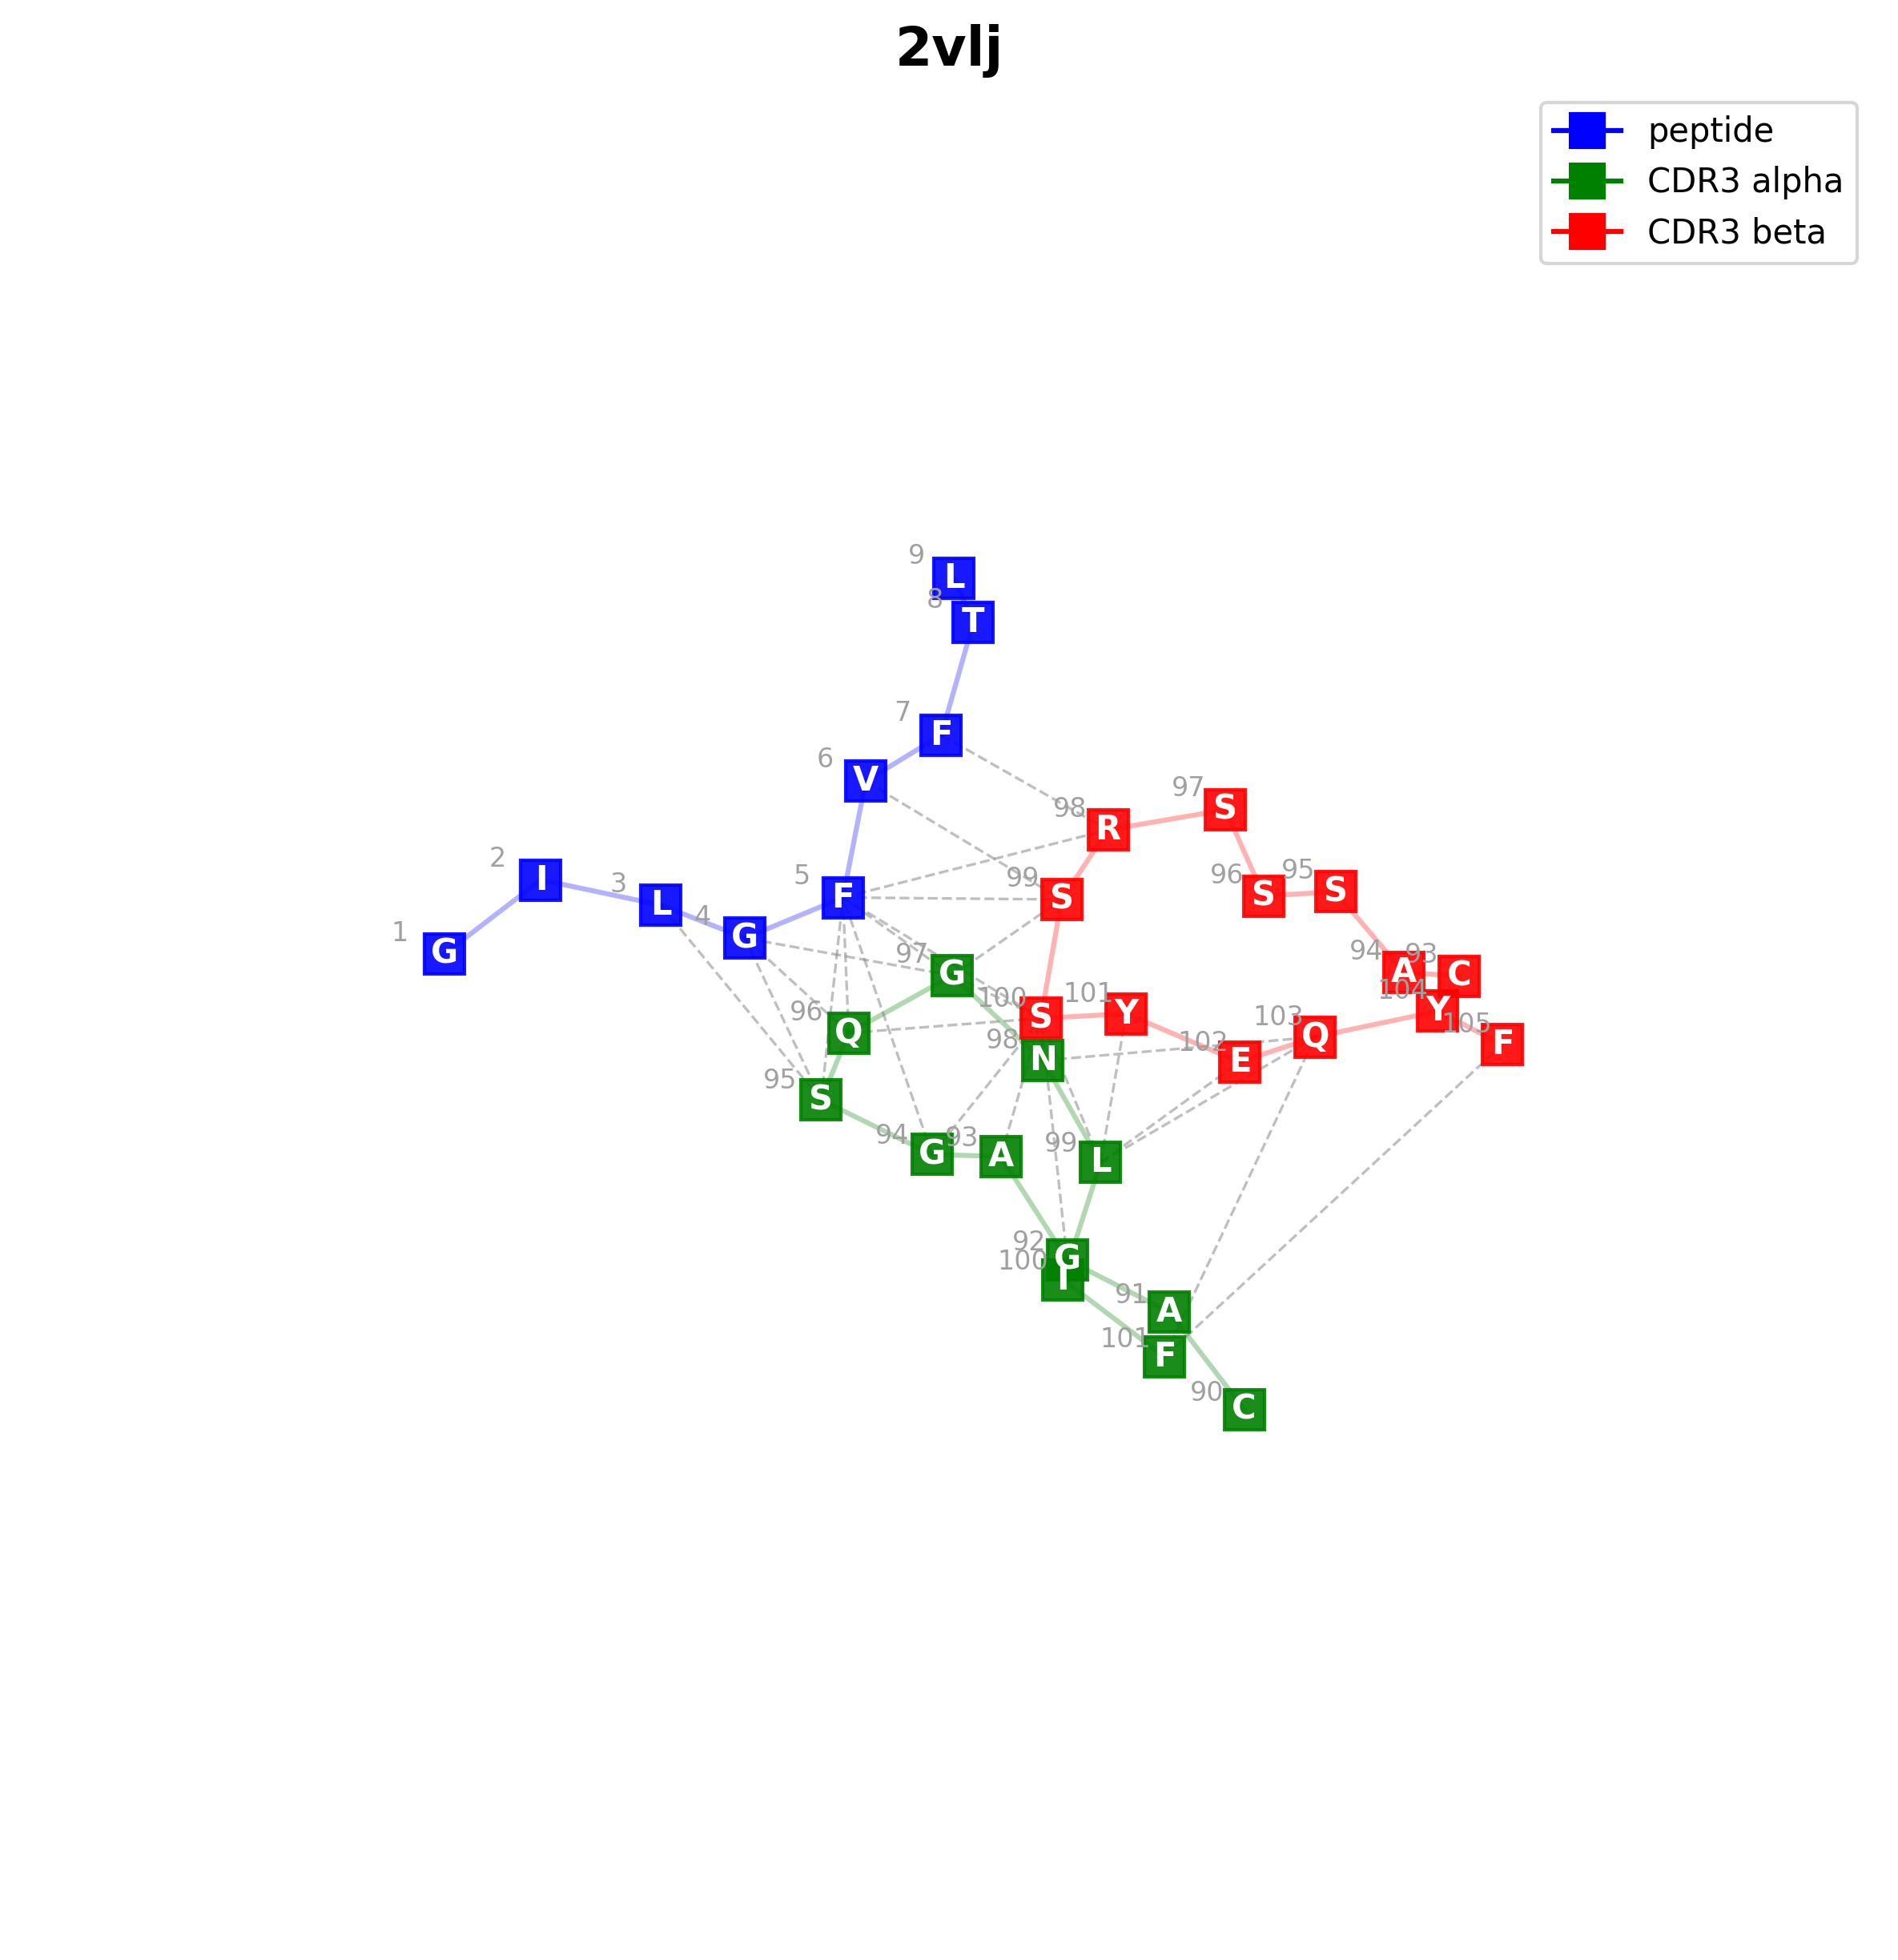 2vlj
peptide
CDR3 alpha
CDR3 beta
9 L
8 T
7 F
6 V
98 R
97 S
2 I
3 L
5 F
99 S
96 S
95 S
1 G
4 G
97 G
94 A
93 C
96 Q
100 S
101 Y
103 Q
104 Y
105 F
98 N
102 E
95 S
94 G
93 A
99 L
92 G
100 I
91 A
101 F
90 C